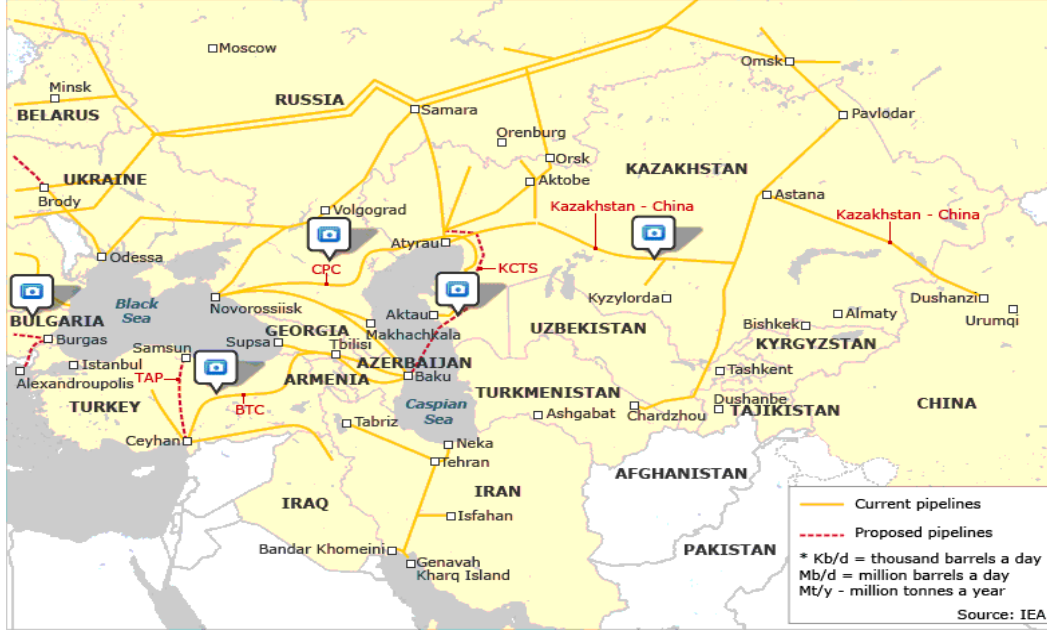 Moscow
Omsk
Minsk
RUSSIA
Samara
Pavlodar
BELARUS
Orenburg
Orsk
KAZAKHSTAN
UKRAINE
Aktobe
Astana
Brody
Volgograd
Kazakhstan - China
Kazakhstan - China
Atyrau
Odessa
CPC
KCTS
Black
Sea
Novorossiisk
Aktau
Kyzylorda
Dushanzi
Almaty
Urumqi
BULGARIA
GEORGIA
Makhachkala
UZBEKISTAN
Bishkek
Burgas
Samsun
Supsa
Tbilisi
KYRGYZSTAN
Istanbul
AZERBAIJAN
Tashkent
Alexandroupolis
TAP
ARMENIA
Baku
TURKMENISTAN
Dushanbe
TURKEY
BTC
Caspian
Sea
Ashgabat
Chardzhou
TAJIKISTAN
CHINA
Tabriz
Ceyhan
Neka
Tehran
AFGHANISTAN
IRAQ
IRAN
Isfahan
Current pipelines
Proposed pipelines
Bandar Khomeini
PAKISTAN
Genavah
Kharq Island
* Kb/d = thousand barrels a day
Mb/d = million barrels a day
Mt/y - million tonnes a year
Source: IEA